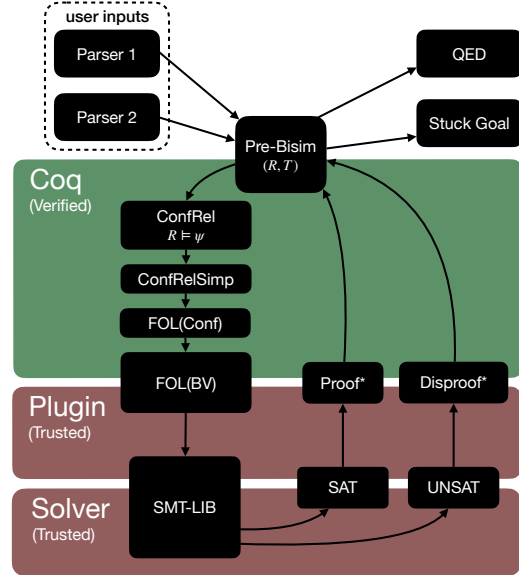 user inputs
Parser 1
Parser 2
QED
Stuck Goal
Pre-Bisim
(R, T)
Coq
(Verified)
ConfRel
R ⊨ ψ
ConfRelSimp
FOL(Conf)
FOL(BV)
Proof*
Disproof*
Plugin
(Trusted)
SAT
UNSAT
SMT-LIB
Solver
(Trusted)